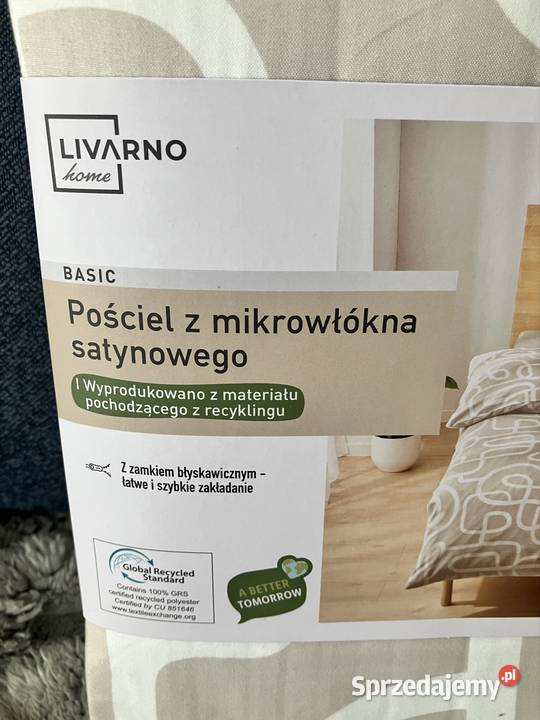 LIVARNO
home
BASIC
Pościel z mikrowłókna
satynowego
| Wyprodukowano z materiału
pochodzącego z recyklingu
Z zamkiem błyskawicznym –
łatwe i szybkie zakładanie
Global Recycled
Standard
Contains 100% GRS
certified recycled polyester
Certified by CU 851646
www.textileexchange.org
A BETTER
TOMORROW
Sprzedajemy.pl